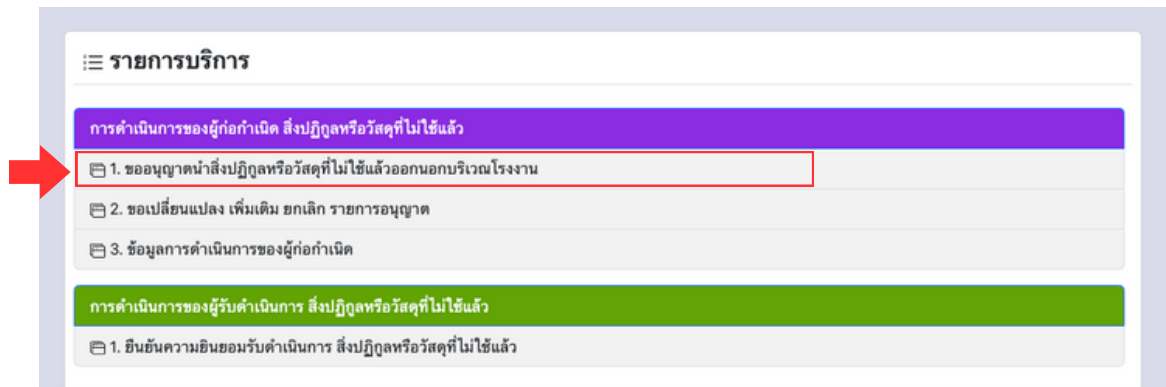 รายการบริการ
การดำเนินการของผู้ก่อกำเนิด สิ่งปฏิกูลหรือวัสดุที่ไม่ใช้แล้ว
1. ขออนุญาตนำสิ่งปฏิกูลหรือวัสดุที่ไม่ใช้แล้วออกนอกบริเวณโรงงาน
2. ขอเปลี่ยนแปลง เพิ่มเติม ยกเลิก รายการอนุญาต
3. ข้อมูลการดำเนินการของผู้ก่อกำเนิด
การดำเนินการของผู้รับดำเนินการ สิ่งปฏิกูลหรือวัสดุที่ไม่ใช้แล้ว
1. ยืนยันความยินยอมรับดำเนินการ สิ่งปฏิกูลหรือวัสดุที่ไม่ใช้แล้ว